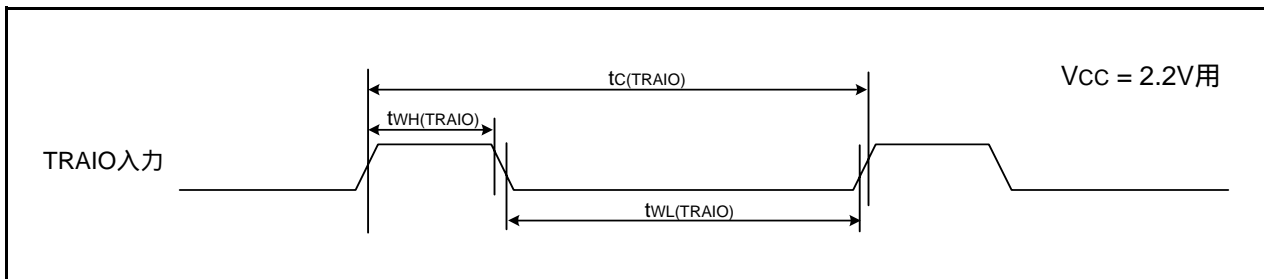 tC(TRAIO)
VCC = 2.2V用
tWH(TRAIO)
TRAIO入力
tWL(TRAIO)